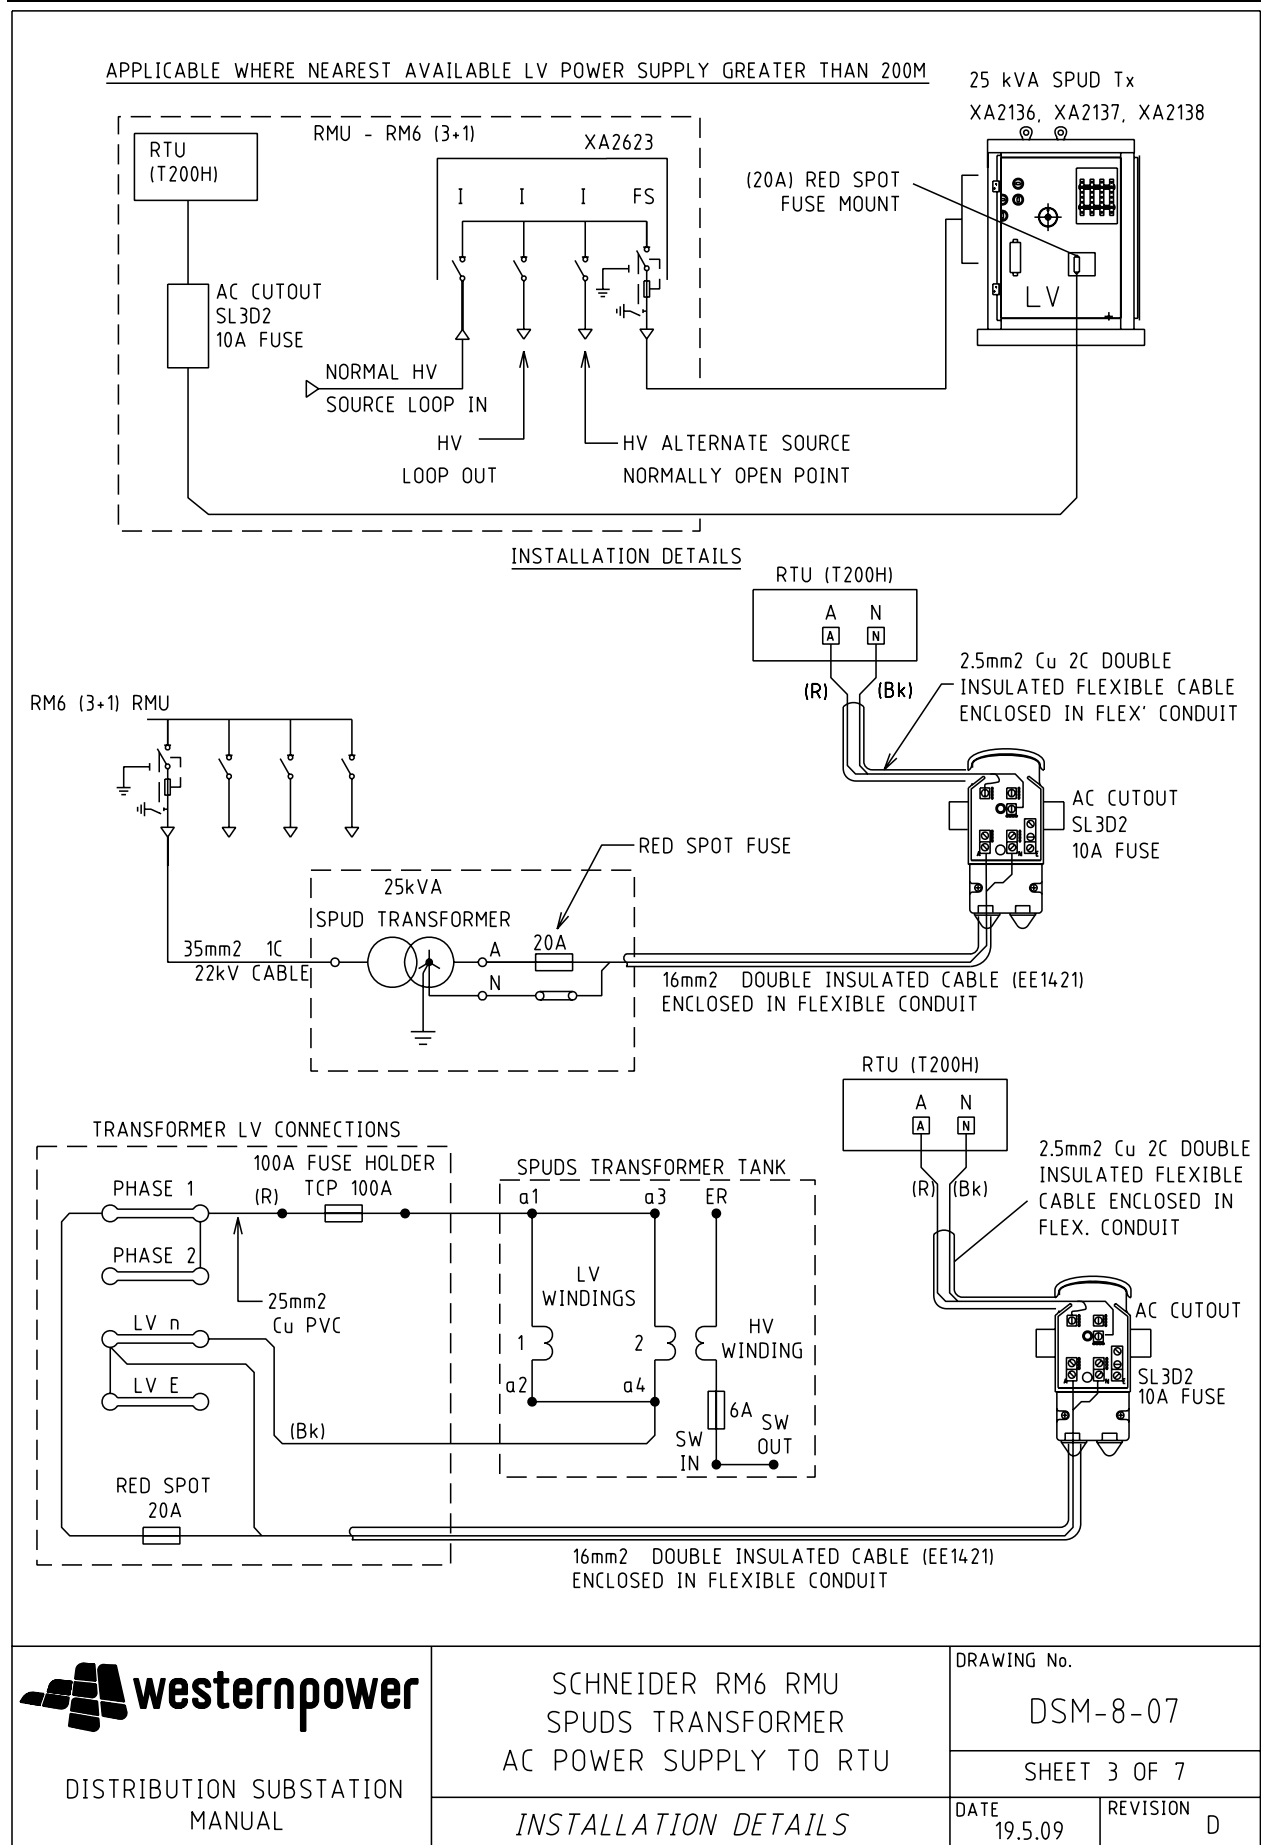 APPLICABLE WHERE NEAREST AVAILABLE LV POWER SUPPLY GREATER THAN 200M
25 kVA SPUD Tx
XA2136, XA2137, XA2138
RMU - RM6 (3+1)
XA2623
RTU
(T200H)
I I I FS
(20A) RED SPOT
FUSE MOUNT
LV
AC CUTOUT
SL3D2
10A FUSE
NORMAL HV
SOURCE LOOP IN
HV
LOOP OUT
HV ALTERNATE SOURCE
NORMALLY OPEN POINT
INSTALLATION DETAILS
RTU (T200H)
A N
A N
(R) (Bk)
2.5mm2 Cu 2C DOUBLE
INSULATED FLEXIBLE CABLE
ENCLOSED IN FLEX' CONDUIT
RM6 (3+1) RMU
AC CUTOUT
SL3D2
10A FUSE
A N E
RED SPOT FUSE
25kVA
SPUD TRANSFORMER
35mm2 1C
22kV CABLE
A
20A
N
16mm2 DOUBLE INSULATED CABLE (EE1421)
ENCLOSED IN FLEXIBLE CONDUIT
RTU (T200H)
A N
A N
(R) (Bk)
2.5mm2 Cu 2C DOUBLE
INSULATED FLEXIBLE
CABLE ENCLOSED IN
FLEX. CONDUIT
TRANSFORMER LV CONNECTIONS
100A FUSE HOLDER
TCP 100A
PHASE 1
(R)
PHASE 2
25mm2
Cu PVC
LV n
LV E
(Bk)
RED SPOT
20A
SPUDS TRANSFORMER TANK
a1 a3 ER
LV
WINDINGS
1 2
HV
WINDING
a2 a4
6A
SW
IN
SW
OUT
AC CUTOUT
SL3D2
10A FUSE
A N E
16mm2 DOUBLE INSULATED CABLE (EE1421)
ENCLOSED IN FLEXIBLE CONDUIT
westernpower
DISTRIBUTION SUBSTATION
MANUAL
SCHNEIDER RM6 RMU
SPUDS TRANSFORMER
AC POWER SUPPLY TO RTU
INSTALLATION DETAILS
DRAWING No.
DSM-8-07
SHEET 3 OF 7
DATE
19.5.09
REVISION
D